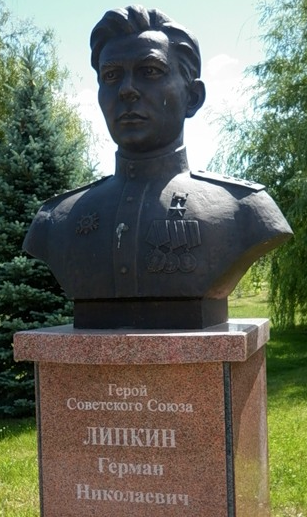 Герой
Советского Союза
ЛИПКИН
Герман
Николаевич